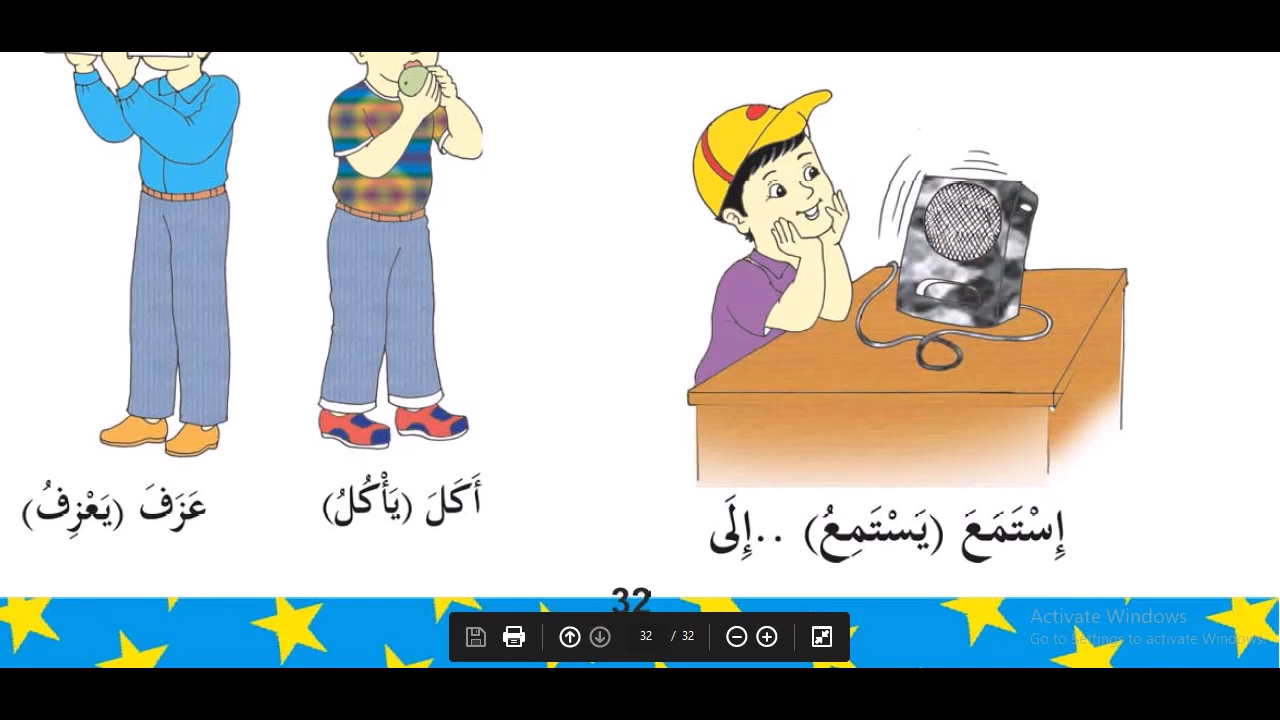 أَكَلَ (يَأْكُلُ)
عَزَفَ (يَعْزِفُ)
إِسْتَمَعَ (يَسْتَمِعُ) ..إِلَى
32
32 / 32
Activate Windows
Go to Settings to activate Windows.